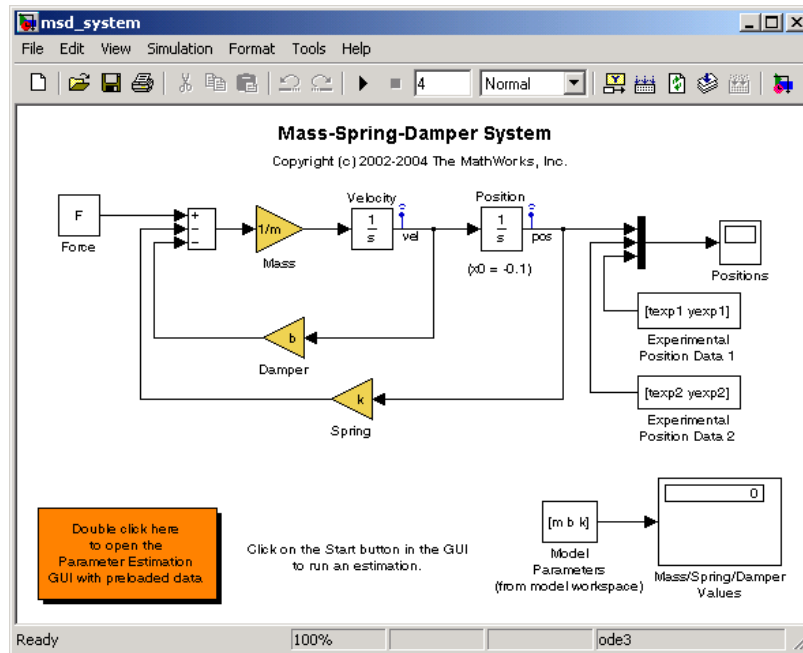 msd_system
File Edit View Simulation Format Tools Help
4 Normal
Mass-Spring-Damper System
Copyright (c) 2002-2004 The MathWorks, Inc.
Velocity
Position
F
Force
+
−
−
1/m
Mass
1
s
vel
1
s
pos
(x0 = -0.1)
Positions
b
Damper
k
Spring
[texp1 yexp1]
Experimental
Position Data 1
[texp2 yexp2]
Experimental
Position Data 2
Double click here
to open the
Parameter Estimation
GUI with preloaded data
Click on the Start button in the GUI
to run an estimation.
[m b k]
Model
Parameters
(from model workspace)
0
Mass/Spring/Damper
Values
Ready 100% ode3